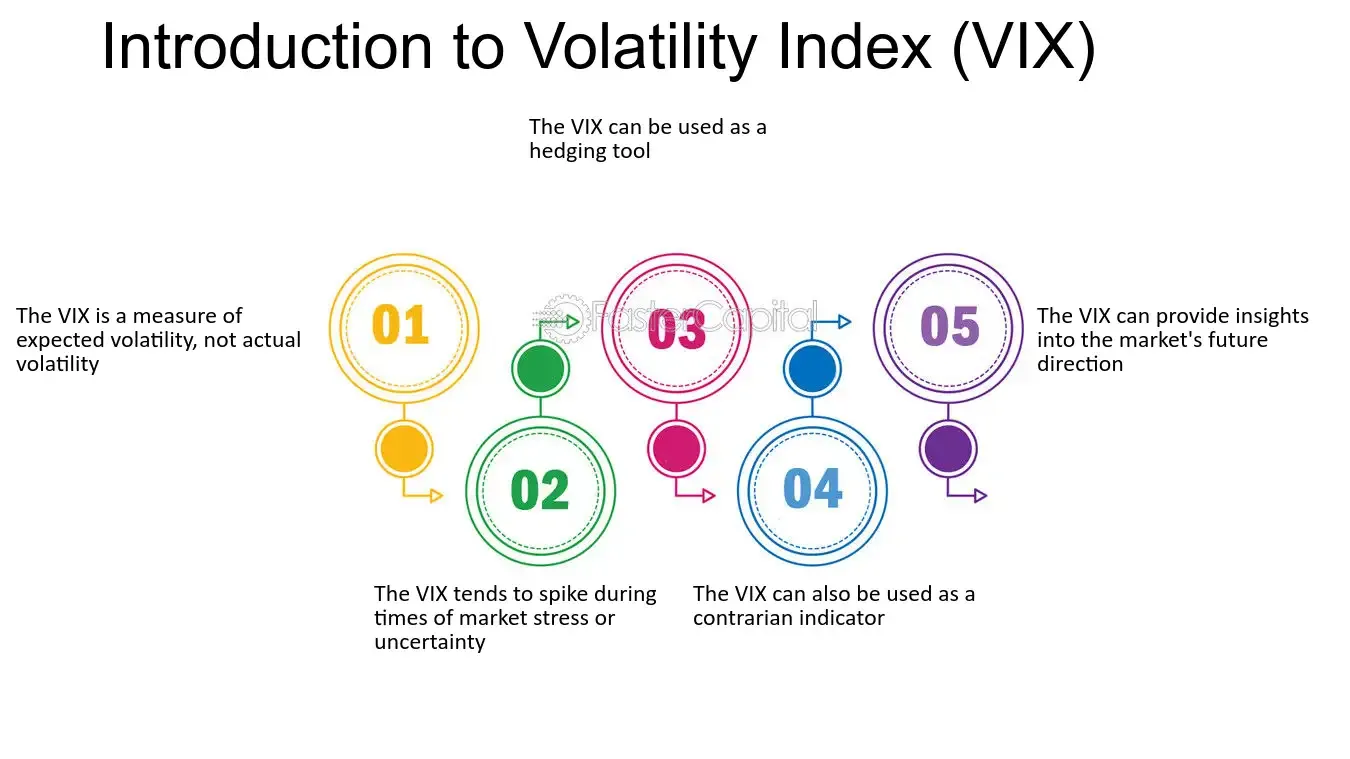 Introduction to Volatility Index (VIX)
The VIX can be used as a
hedging tool
The VIX is a measure of
expected volatility, not actual
volatility
01
02
03
04
05
FasterCapital
The VIX can provide insights
into the market's future
direction
The VIX tends to spike during
times of market stress or
uncertainty
The VIX can also be used as a
contrarian indicator